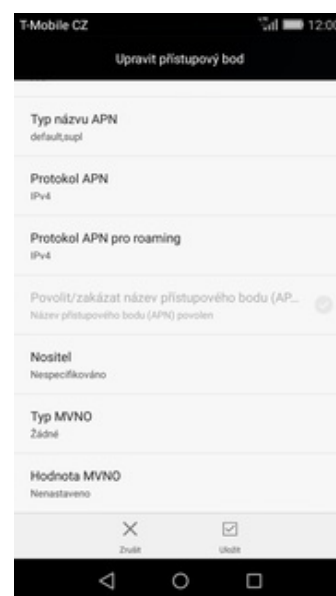 T-Mobile CZ 12:00
Upravit přístupový bod
Typ názvu APN
default,supl
Protokol APN
IPv4
Protokol APN pro roaming
IPv4
Povolit/zakázat název přístupového bodu (AP...
Název přístupového bodu (APN) povolen
Nositel
Nespecifikováno
Typ MVNO
Žádné
Hodnota MVNO
Nenastaveno
Zrušit Uložit